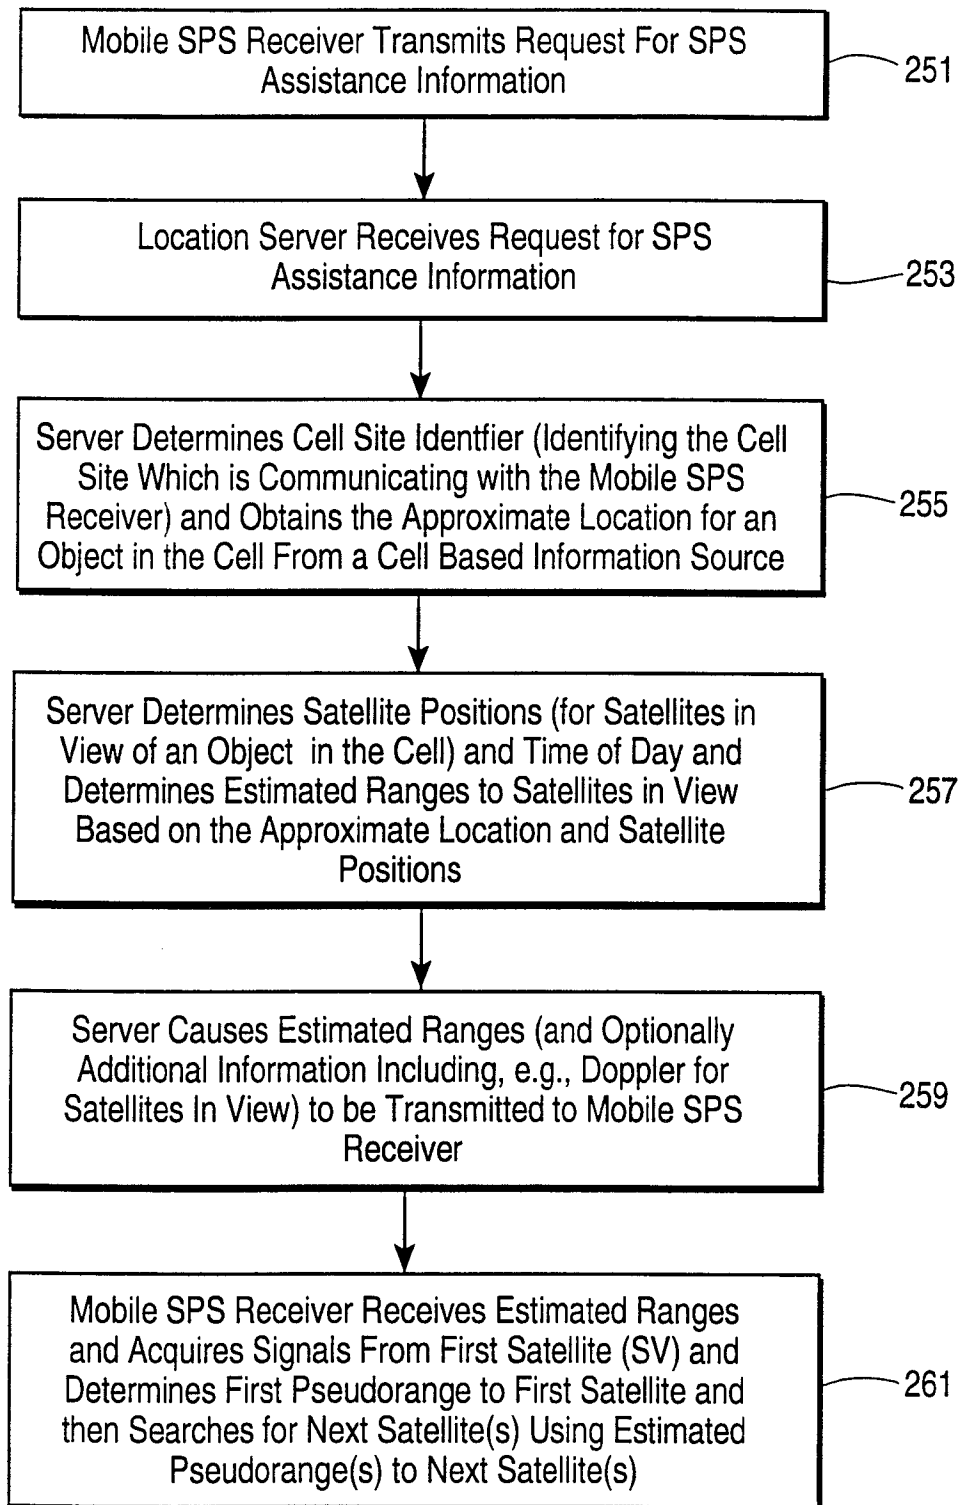 Mobile SPS Receiver Transmits Request For SPS
Assistance Information
251
Location Server Receives Request for SPS
Assistance Information
253
Server Determines Cell Site Identfier (Identifying the Cell
Site Which is Communicating with the Mobile SPS
Receiver) and Obtains the Approximate Location for an
Object in the Cell From a Cell Based Information Source
255
Server Determines Satellite Positions (for Satellites in
View of an Object in the Cell) and Time of Day and
Determines Estimated Ranges to Satellites in View
Based on the Approximate Location and Satellite
Positions
257
Server Causes Estimated Ranges (and Optionally
Additional Information Including, e.g., Doppler for
Satellites In View) to be Transmitted to Mobile SPS
Receiver
259
Mobile SPS Receiver Receives Estimated Ranges
and Acquires Signals From First Satellite (SV) and
Determines First Pseudorange to First Satellite and
then Searches for Next Satellite(s) Using Estimated
Pseudorange(s) to Next Satellite(s)
261